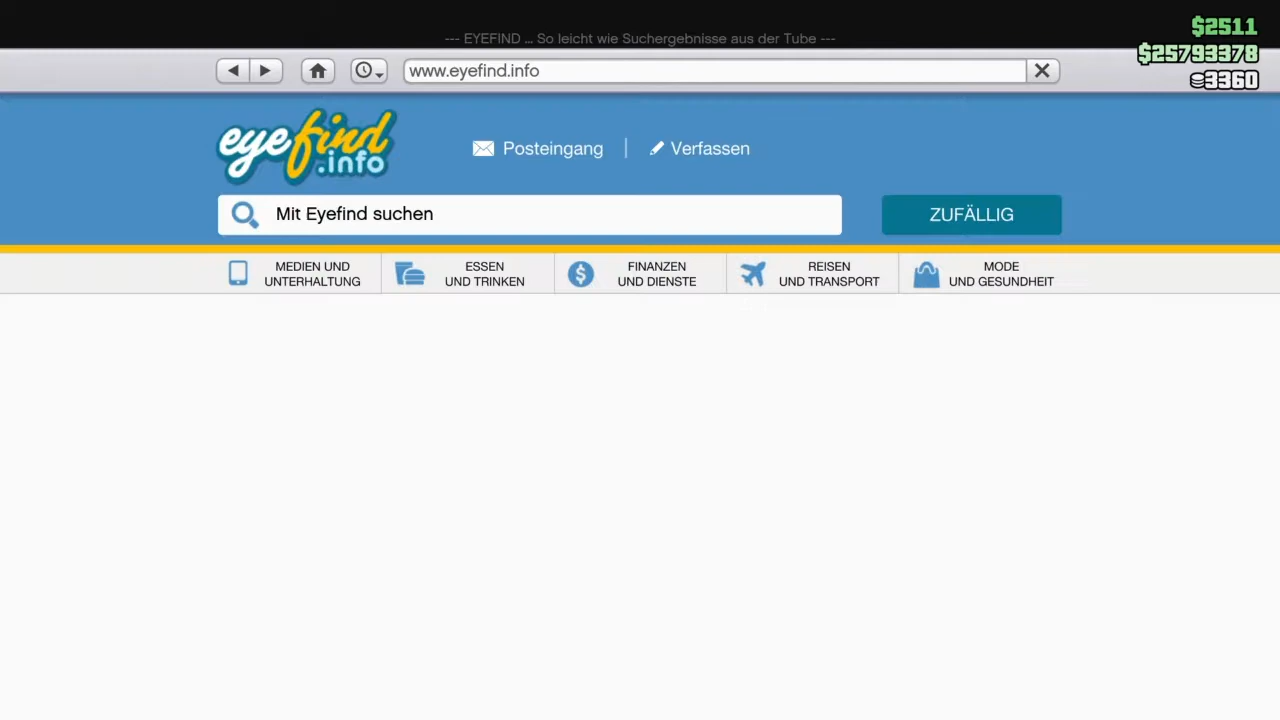 --- EYEFIND ... So leicht wie Suchergebnisse aus der Tube ---
$2511
$25793378
3360
www.eyefind.info
eyefind
.info
Posteingang | Verfassen
Mit Eyefind suchen
ZUFÄLLIG
MEDIEN UND
UNTERHALTUNG
ESSEN
UND TRINKEN
FINANZEN
UND DIENSTE
REISEN
UND TRANSPORT
MODE
UND GESUNDHEIT